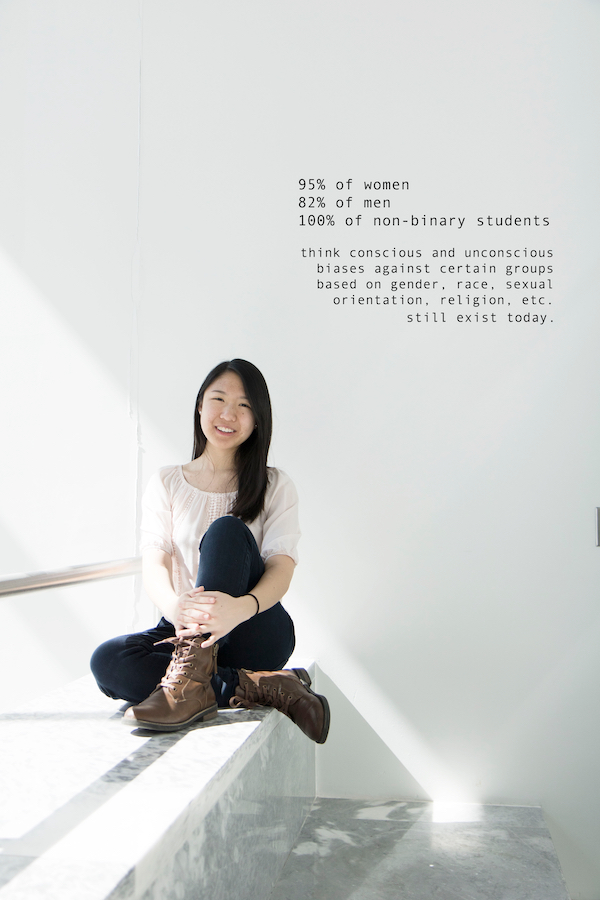 95% of women
82% of men
100% of non-binary students
think conscious and unconscious
biases against certain groups
based on gender, race, sexual
orientation, religion, etc.
still exist today.